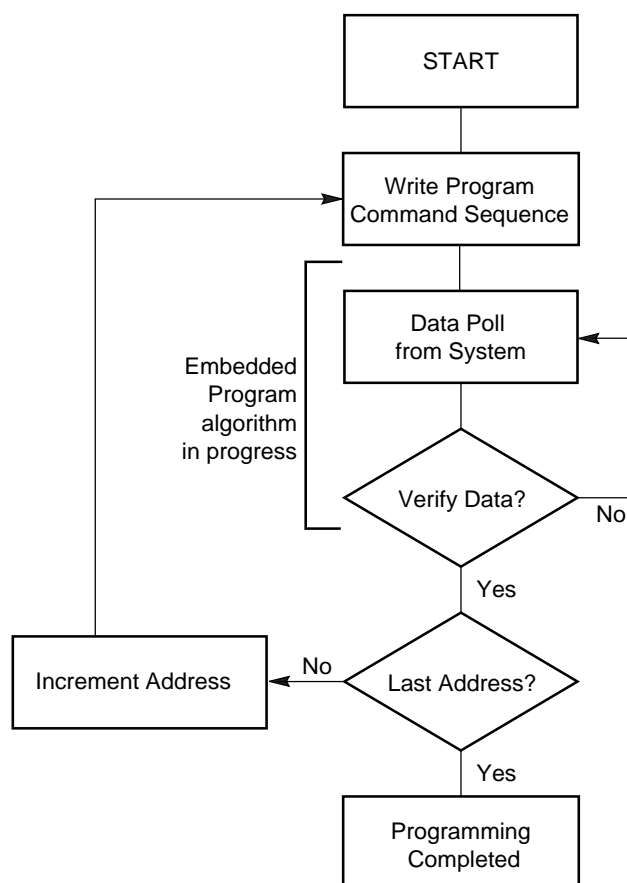 START
Write Program
Command Sequence
Data Poll
from System
Embedded
Program
algorithm
in progress
Verify Data?
No
Yes
Increment Address
No
Last Address?
Yes
Programming
Completed